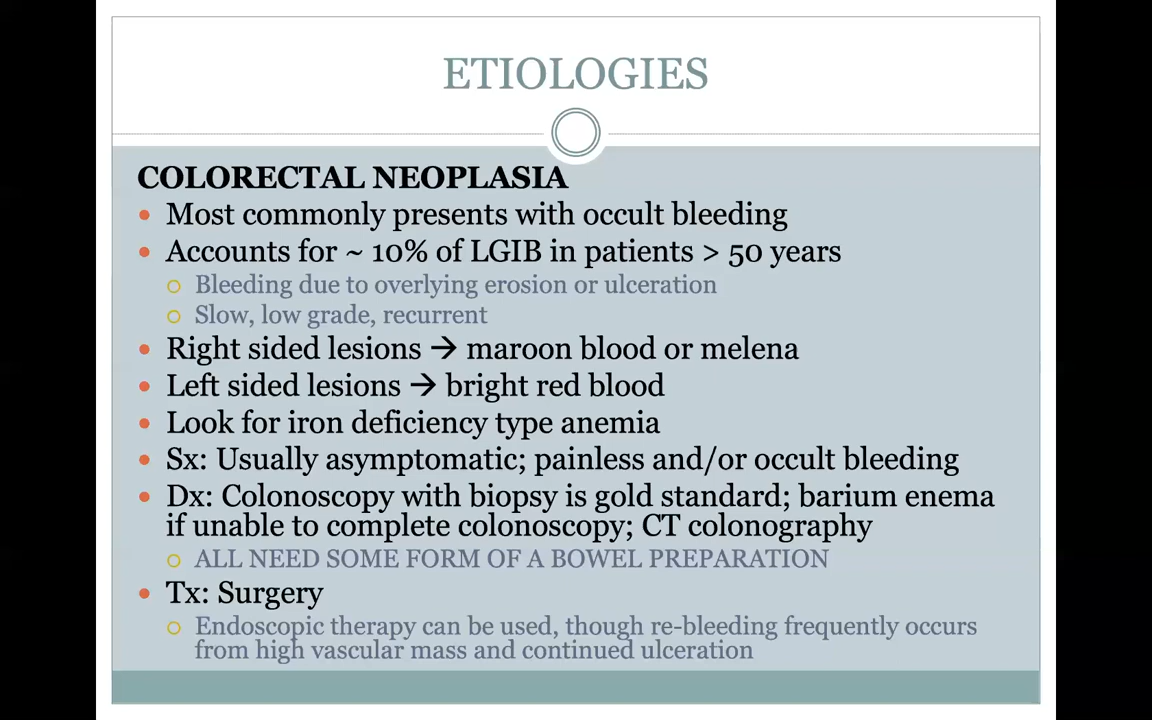 ETIOLOGIES
COLORECTAL NEOPLASIA
• Most commonly presents with occult bleeding
• Accounts for ~ 10% of LGIB in patients > 50 years
○ Bleeding due to overlying erosion or ulceration
○ Slow, low grade, recurrent
• Right sided lesions → maroon blood or melena
• Left sided lesions → bright red blood
• Look for iron deficiency type anemia
• Sx: Usually asymptomatic; painless and/or occult bleeding
• Dx: Colonoscopy with biopsy is gold standard; barium enema
if unable to complete colonoscopy; CT colonography
○ ALL NEED SOME FORM OF A BOWEL PREPARATION
• Tx: Surgery
○ Endoscopic therapy can be used, though re-bleeding frequently occurs
from high vascular mass and continued ulceration